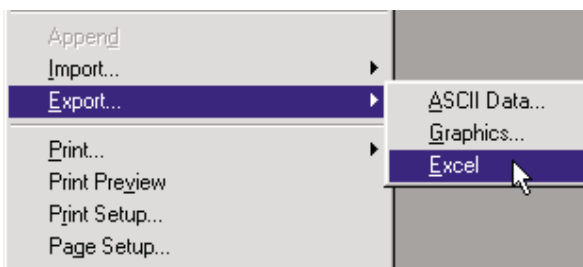 Append
Import...
Export...
ASCII Data...
Graphics...
Excel
Print...
Print Preview
Print Setup...
Page Setup...